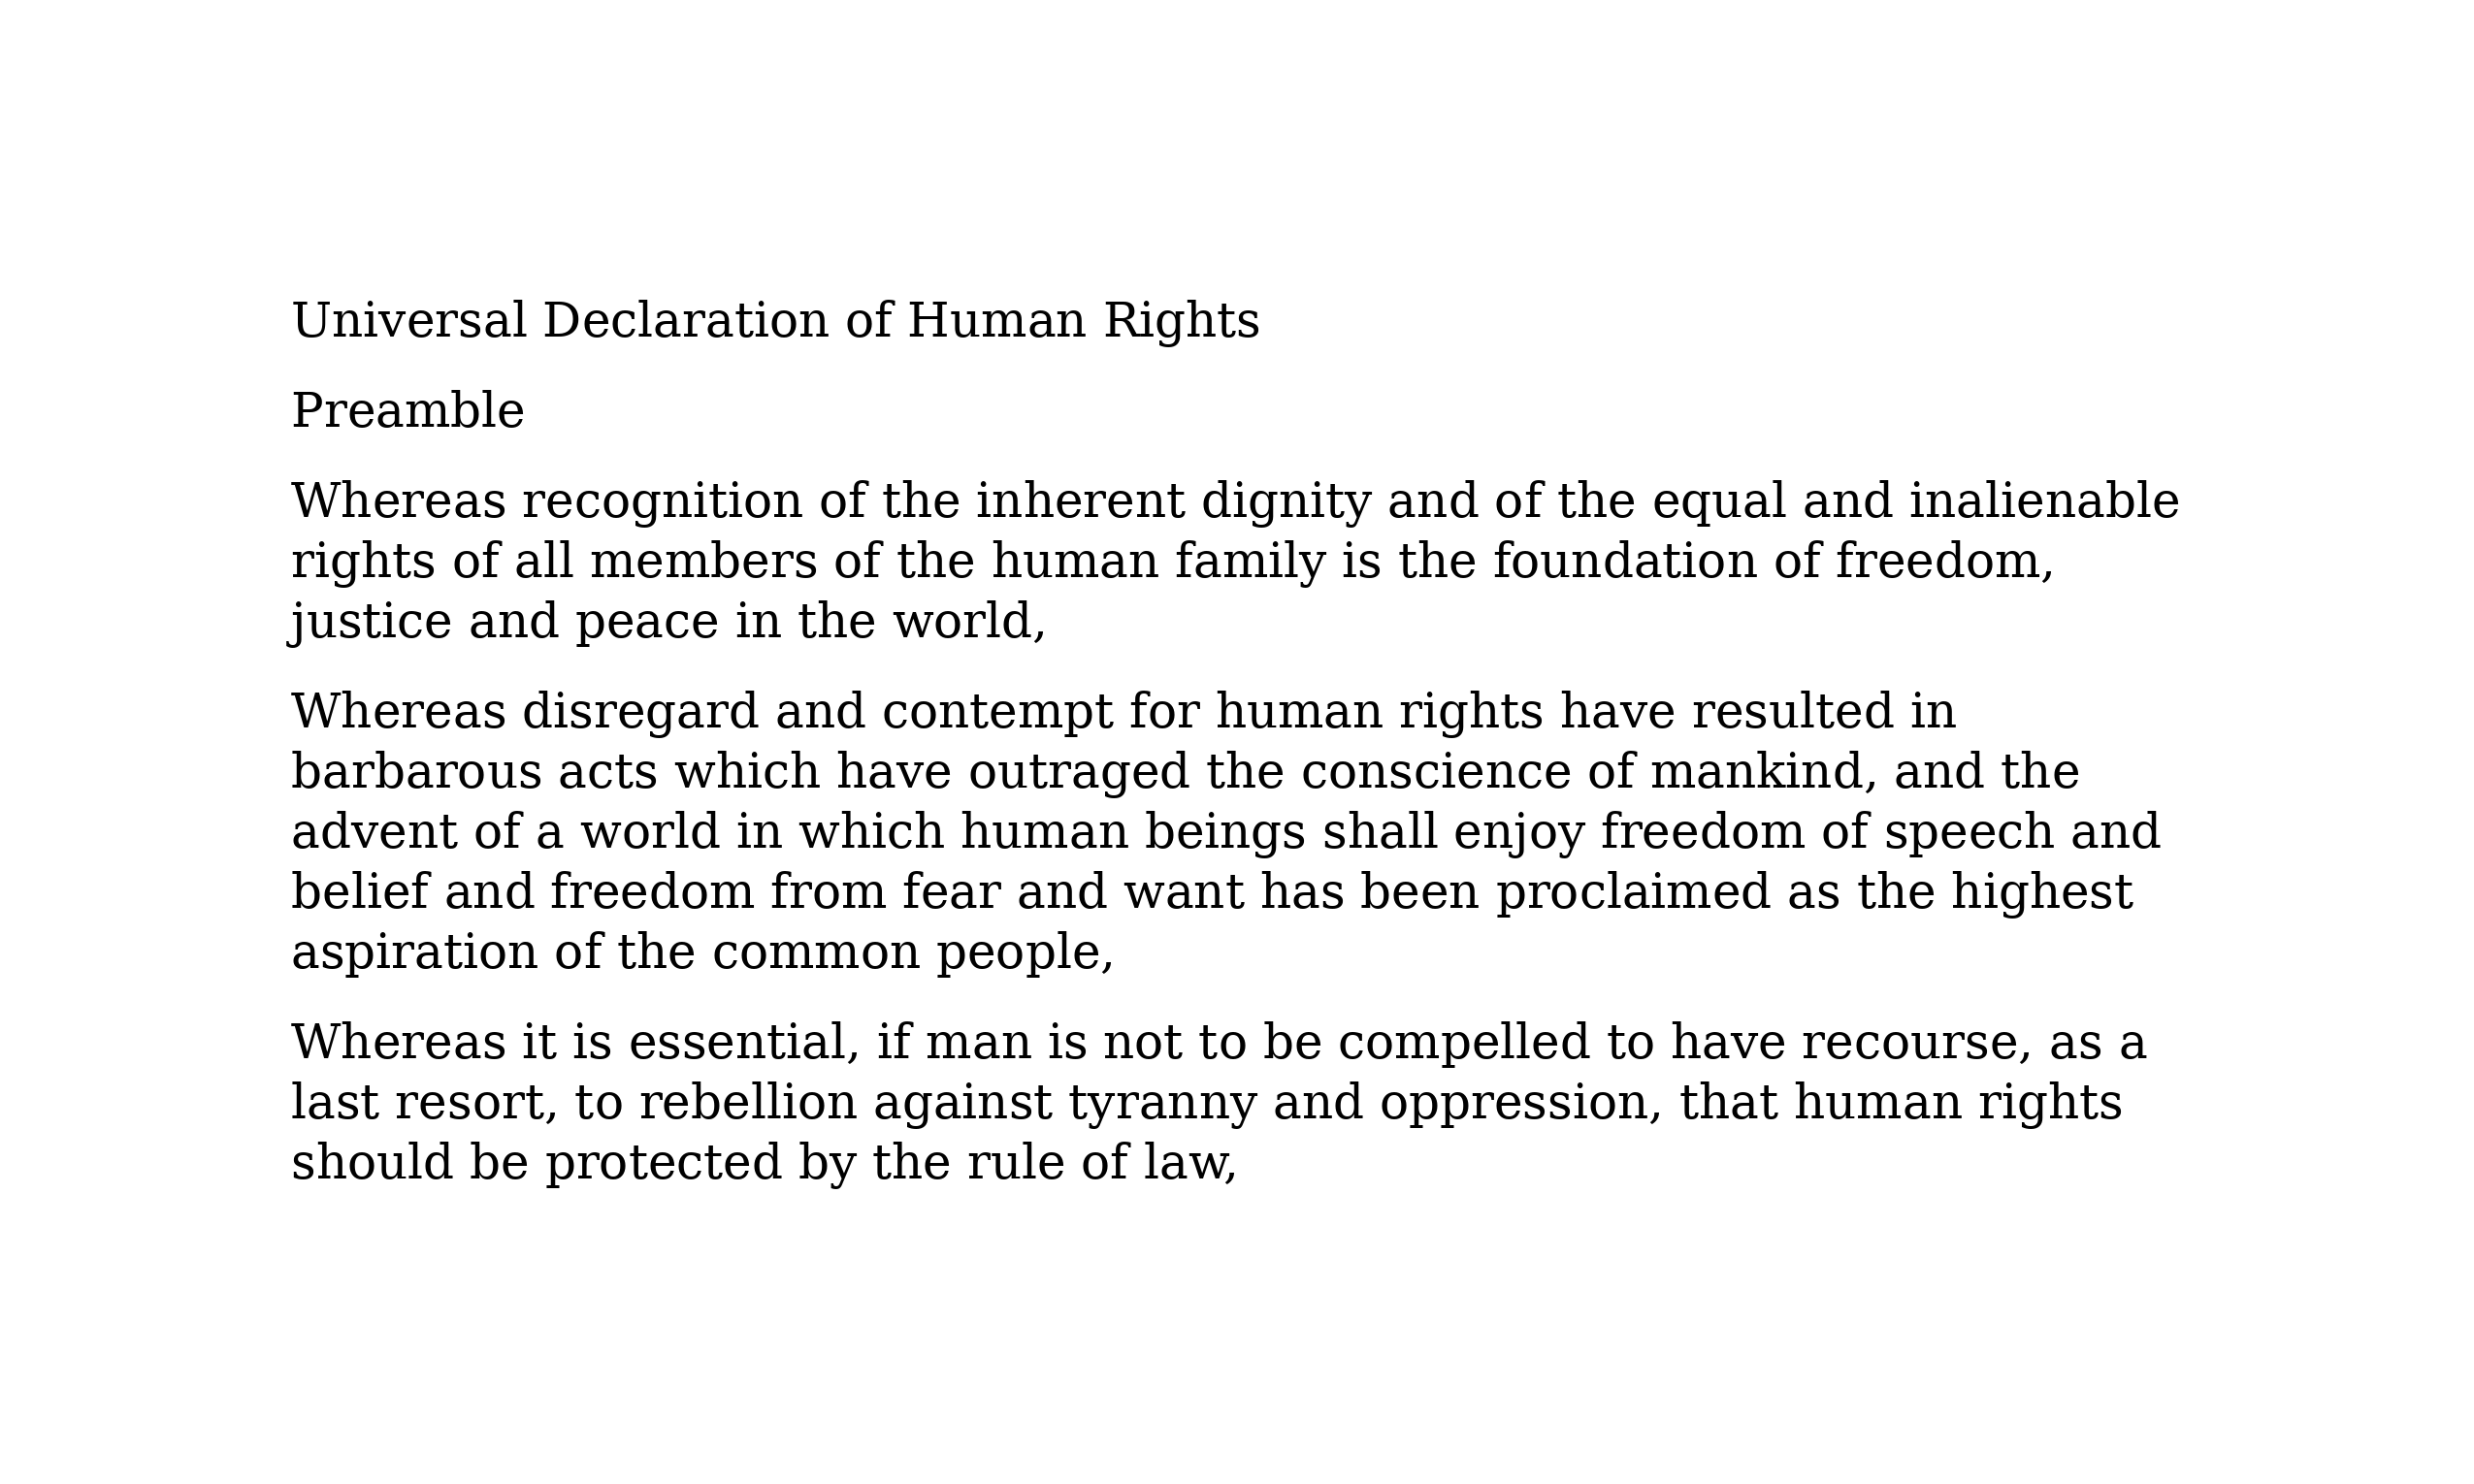 Universal Declaration of Human Rights
Preamble
Whereas recognition of the inherent dignity and of the equal and inalienable
rights of all members of the human family is the foundation of freedom,
justice and peace in the world,
Whereas disregard and contempt for human rights have resulted in
barbarous acts which have outraged the conscience of mankind, and the
advent of a world in which human beings shall enjoy freedom of speech and
belief and freedom from fear and want has been proclaimed as the highest
aspiration of the common people,
Whereas it is essential, if man is not to be compelled to have recourse, as a
last resort, to rebellion against tyranny and oppression, that human rights
should be protected by the rule of law,